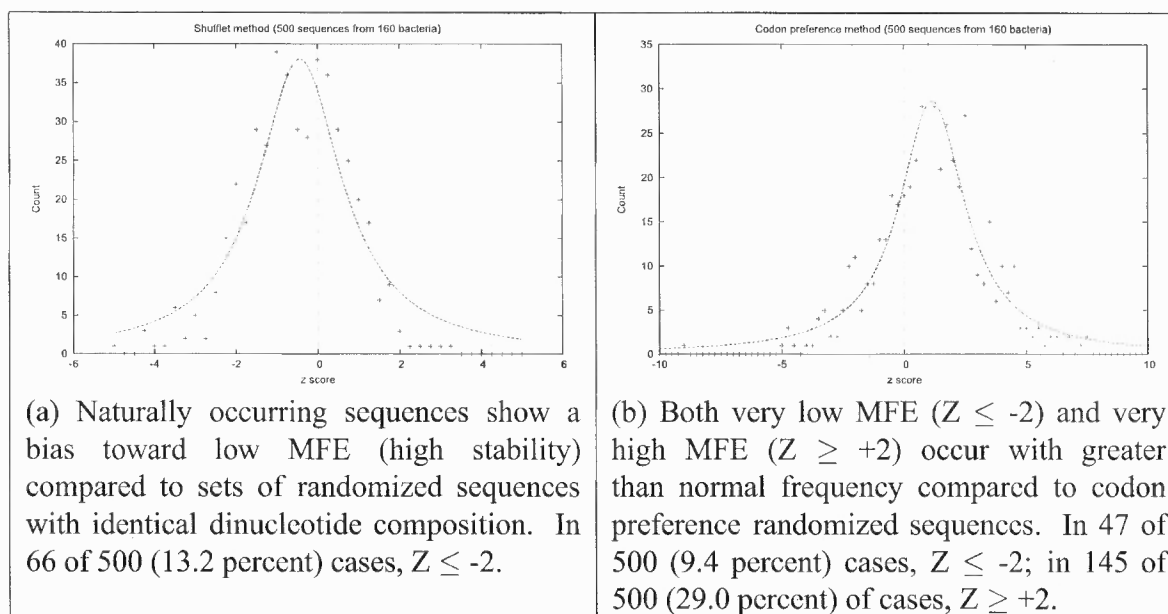 Shufflet method (500 sequences from 160 bacteria)
40
35
30
25
20
15
10
5
0
Count
-6
-4
-2
0
2
4
6
z score
(a) Naturally occurring sequences show a
bias toward low MFE (high stability)
compared to sets of randomized sequences
with identical dinucleotide composition. In
66 of 500 (13.2 percent) cases, Z ≤ -2.
Codon preference method (500 sequences from 160 bacteria)
35
30
25
20
15
10
5
0
Count
-10
-5
0
5
10
z score
(b) Both very low MFE (Z ≤ -2) and very
high MFE (Z ≥ +2) occur with greater
than normal frequency compared to codon
preference randomized sequences. In 47 of
500 (9.4 percent) cases, Z ≤ -2; in 145 of
500 (29.0 percent) of cases, Z ≥ +2.